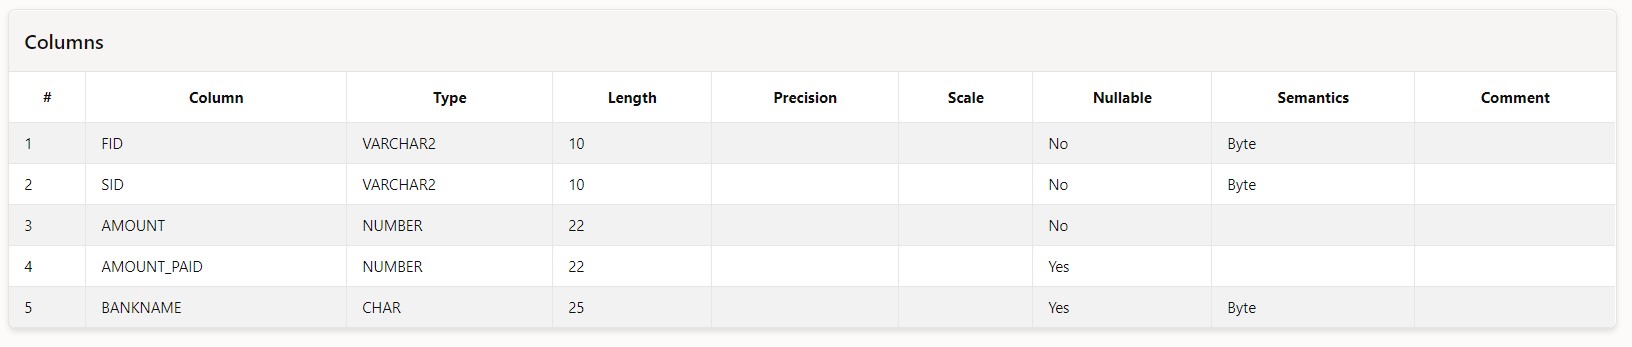 Columns
# Column Type Length Precision Scale Nullable Semantics Comment
1 FID VARCHAR2 10 No Byte
2 SID VARCHAR2 10 No Byte
3 AMOUNT NUMBER 22 No
4 AMOUNT_PAID NUMBER 22 Yes
5 BANKNAME CHAR 25 Yes Byte